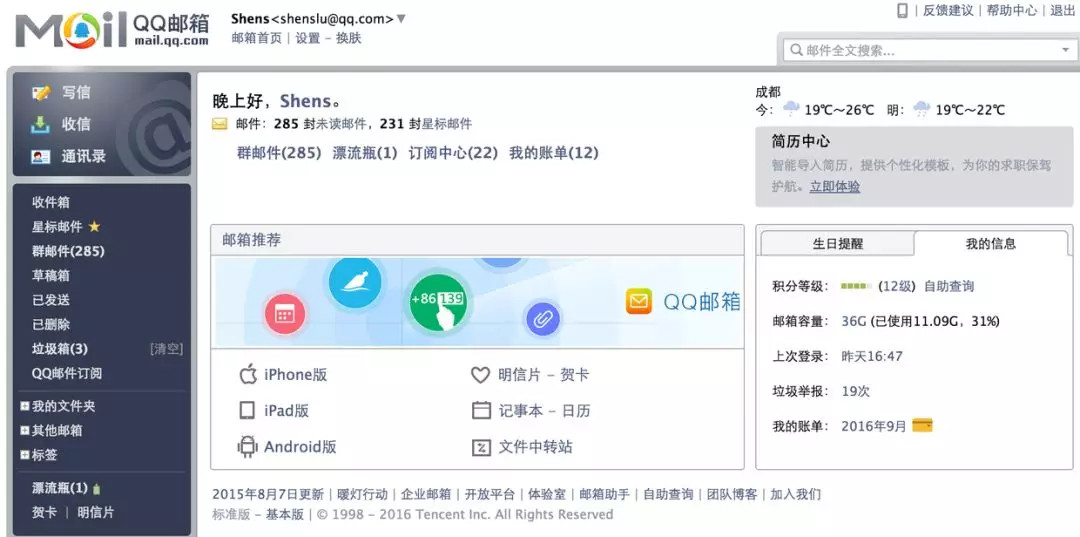 Mail QQ邮箱 mail.qq.com
Shens<shenslu@qq.com>
邮箱首页 | 设置 - 换肤
反馈建议 | 帮助中心 | 退出
邮件全文搜索...
写信
收信
通讯录
收件箱
星标邮件
群邮件(285)
草稿箱
已发送
已删除
垃圾箱(3) [清空]
QQ邮件订阅
我的文件夹
其他邮箱
标签
漂流瓶(1)
贺卡 | 明信片
晚上好，Shens。
邮件：285 封未读邮件，231 封星标邮件
群邮件(285) 漂流瓶(1) 订阅中心(22) 我的账单(12)
成都
今： 19℃～26℃ 明： 19℃～22℃
简历中心
智能导入简历，提供个性化模板，为你的求职保驾
护航。立即体验
邮箱推荐
+86 139
QQ邮箱
iPhone版 明信片 - 贺卡
iPad版 记事本 - 日历
Android版 文件中转站
生日提醒 我的信息
积分等级： (12级) 自助查询
邮箱容量： 36G (已使用11.09G，31%)
上次登录： 昨天16:47
垃圾举报： 19次
我的账单： 2016年9月
2015年8月7日更新 | 暖灯行动 | 企业邮箱 | 开放平台 | 体验室 | 邮箱助手 | 自助查询 | 团队博客 | 加入我们
标准版 - 基本版 | © 1998 - 2016 Tencent Inc. All Rights Reserved